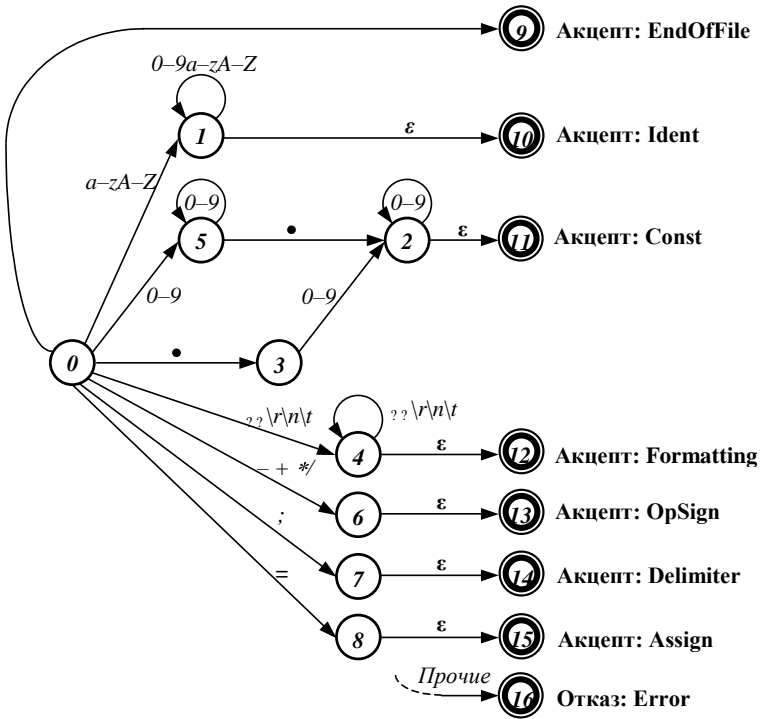 9 Акцепт: EndOfFile
0–9a–zA–Z
1 ε 10 Акцепт: Ident
a–zA–Z
0–9 0–9
5 • 2 ε 11 Акцепт: Const
0–9 0–9
0 • 3
??\r\n\t ??\r\n\t
4 ε 12 Акцепт: Formatting
– + */
6 ε 13 Акцепт: OpSign
;
7 ε 14 Акцепт: Delimiter
=
8 ε 15 Акцепт: Assign
Прочие
16 Отказ: Error